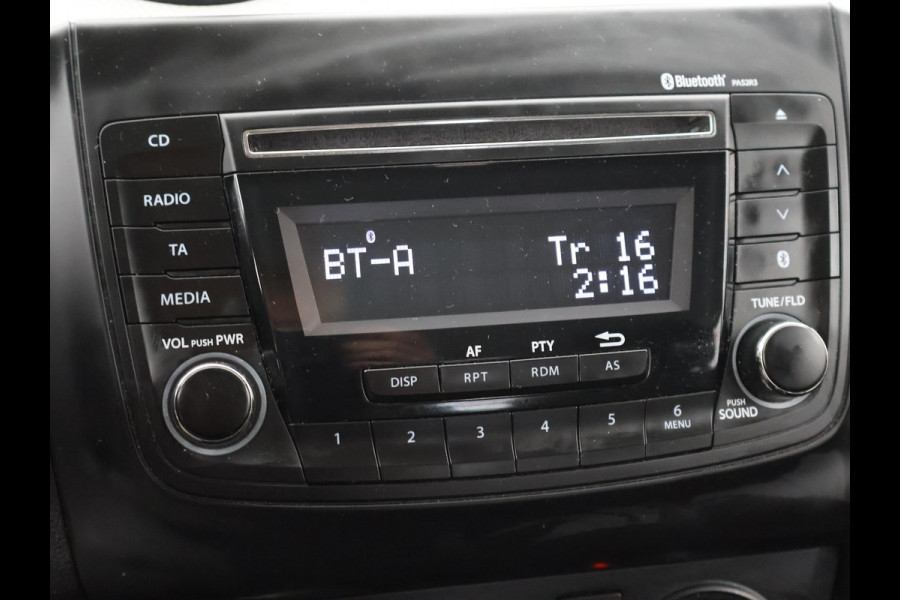 Bluetooth PA53R3
CD
RADIO
TA
MEDIA
VOL PUSH PWR
BT-A
Tr 16
2:16
TUNE/FLD
PUSH
SOUND
AF
PTY
DISP
RPT
RDM
AS
1
2
3
4
5
6
MENU